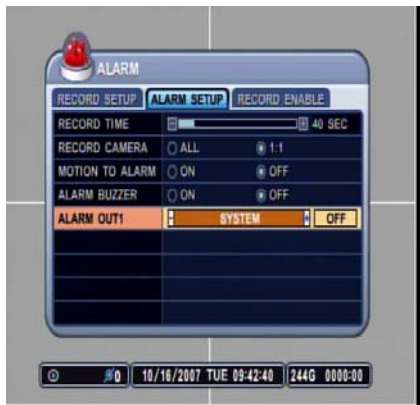 ALARM
RECORD SETUP ALARM SETUP RECORD ENABLE
RECORD TIME 40 SEC
RECORD CAMERA ALL 1:1
MOTION TO ALARM ON OFF
ALARM BUZZER ON OFF
ALARM OUT1 - SYSTEM + OFF
0 10/16/2007 TUE 09:42:40 244G 0000:00